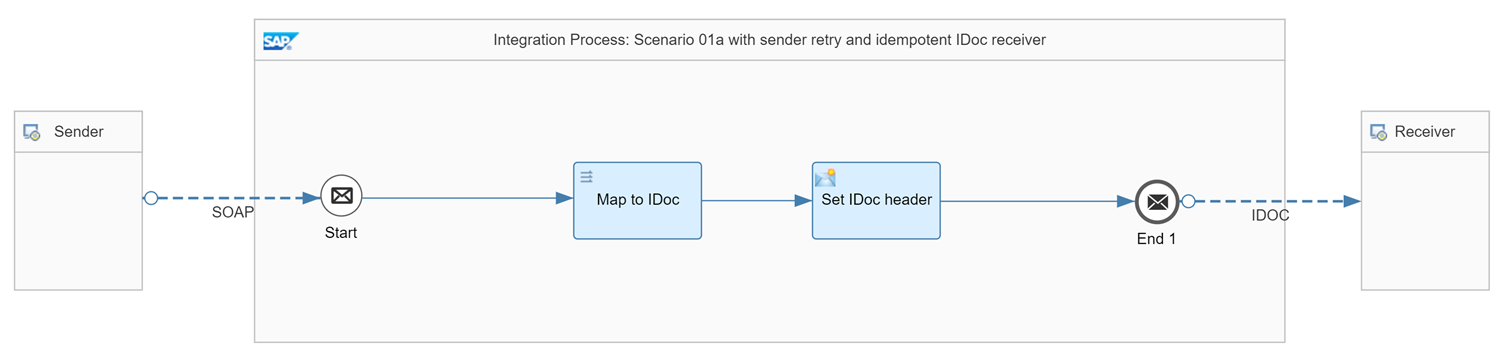 SAP
Integration Process: Scenario 01a with sender retry and idempotent IDoc receiver
Sender
Receiver
Map to IDoc
Set IDoc header
SOAP
IDOC
Start
End 1